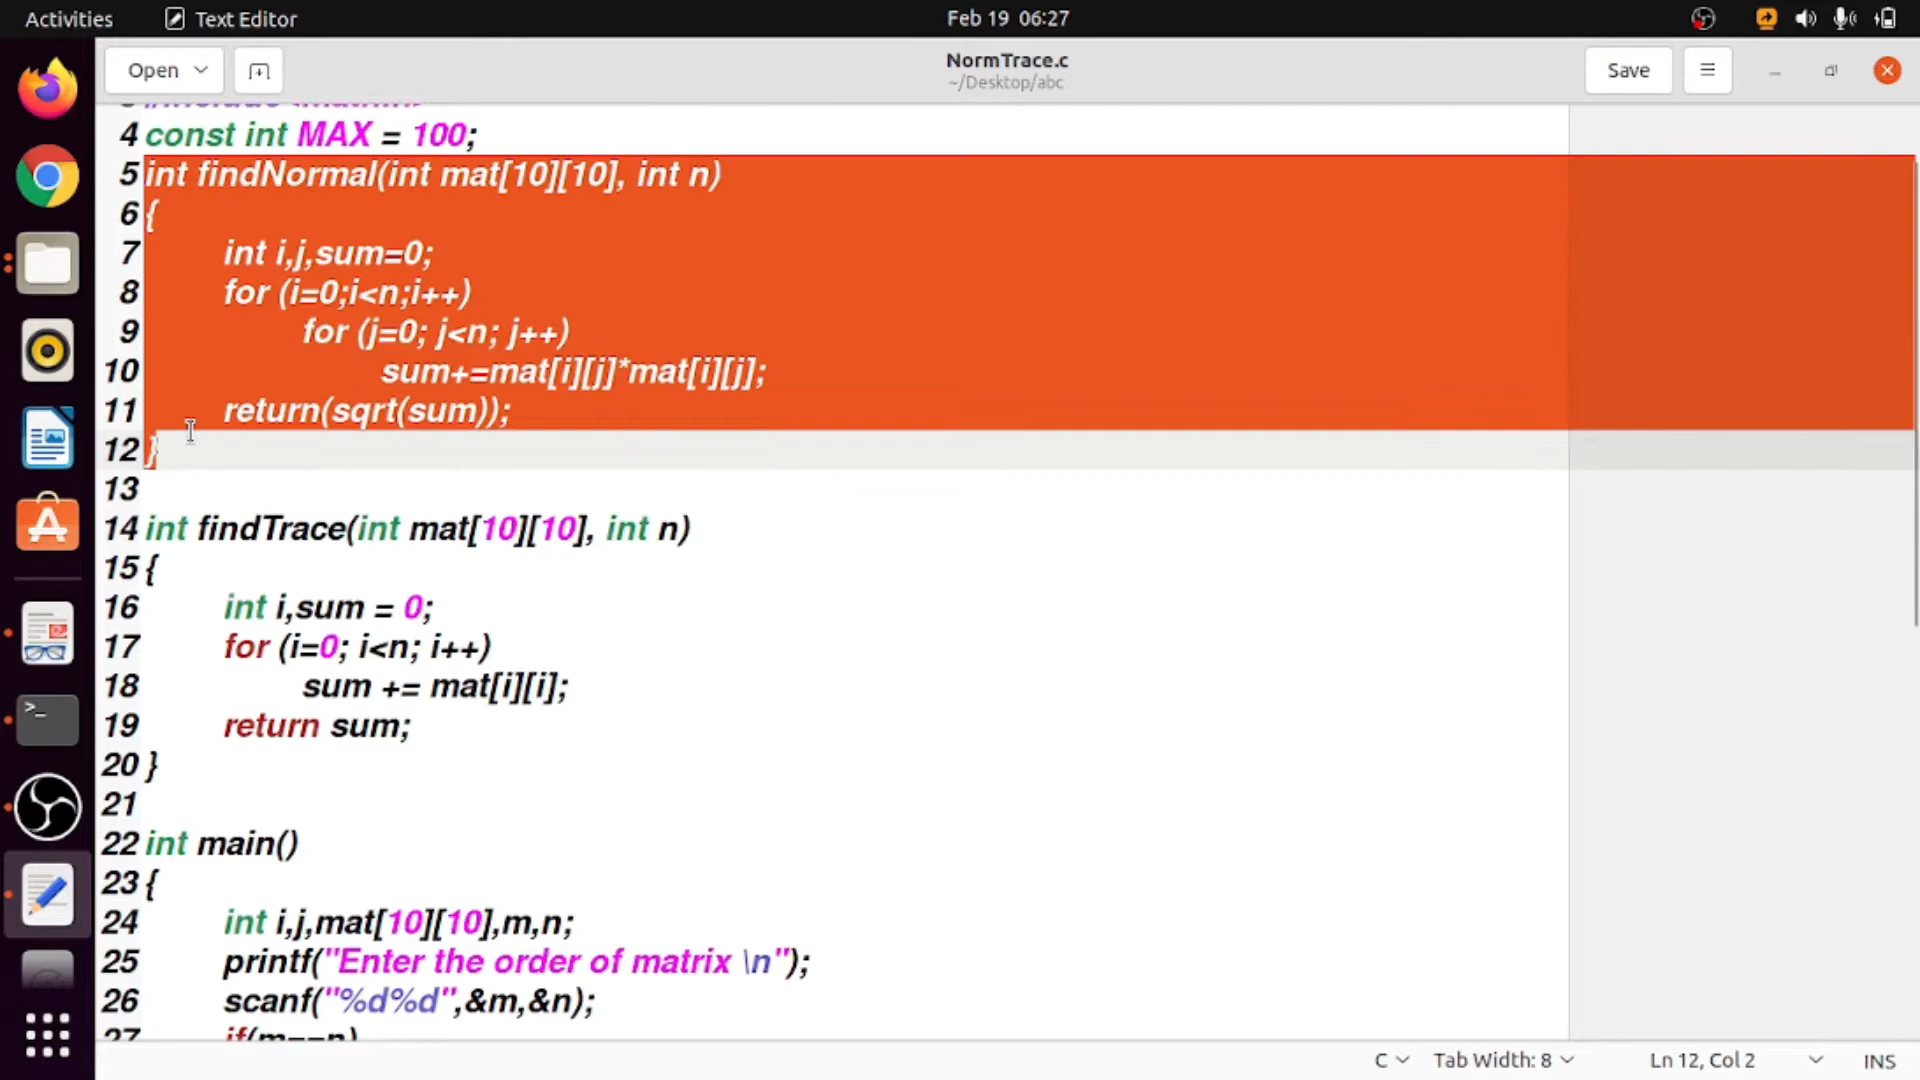 Activities Text Editor Feb 19 06:27
Open NormTrace.c Save
~/Desktop/abc
4 const int MAX = 100;
5 int findNormal(int mat[10][10], int n)
6 {
7 int i,j,sum=0;
8 for (i=0;i<n;i++)
9 for (j=0; j<n; j++)
10 sum+=mat[i][j]*mat[i][j];
11 return(sqrt(sum));
12 }
13
14 int findTrace(int mat[10][10], int n)
15 {
16 int i,sum = 0;
17 for (i=0; i<n; i++)
18 sum += mat[i][i];
19 return sum;
20 }
21
22 int main()
23 {
24 int i,j,mat[10][10],m,n;
25 printf("Enter the order of matrix \n");
26 scanf("%d%d",&m,&n);
27 if(m==n)
C Tab Width: 8 Ln 12, Col 2 INS